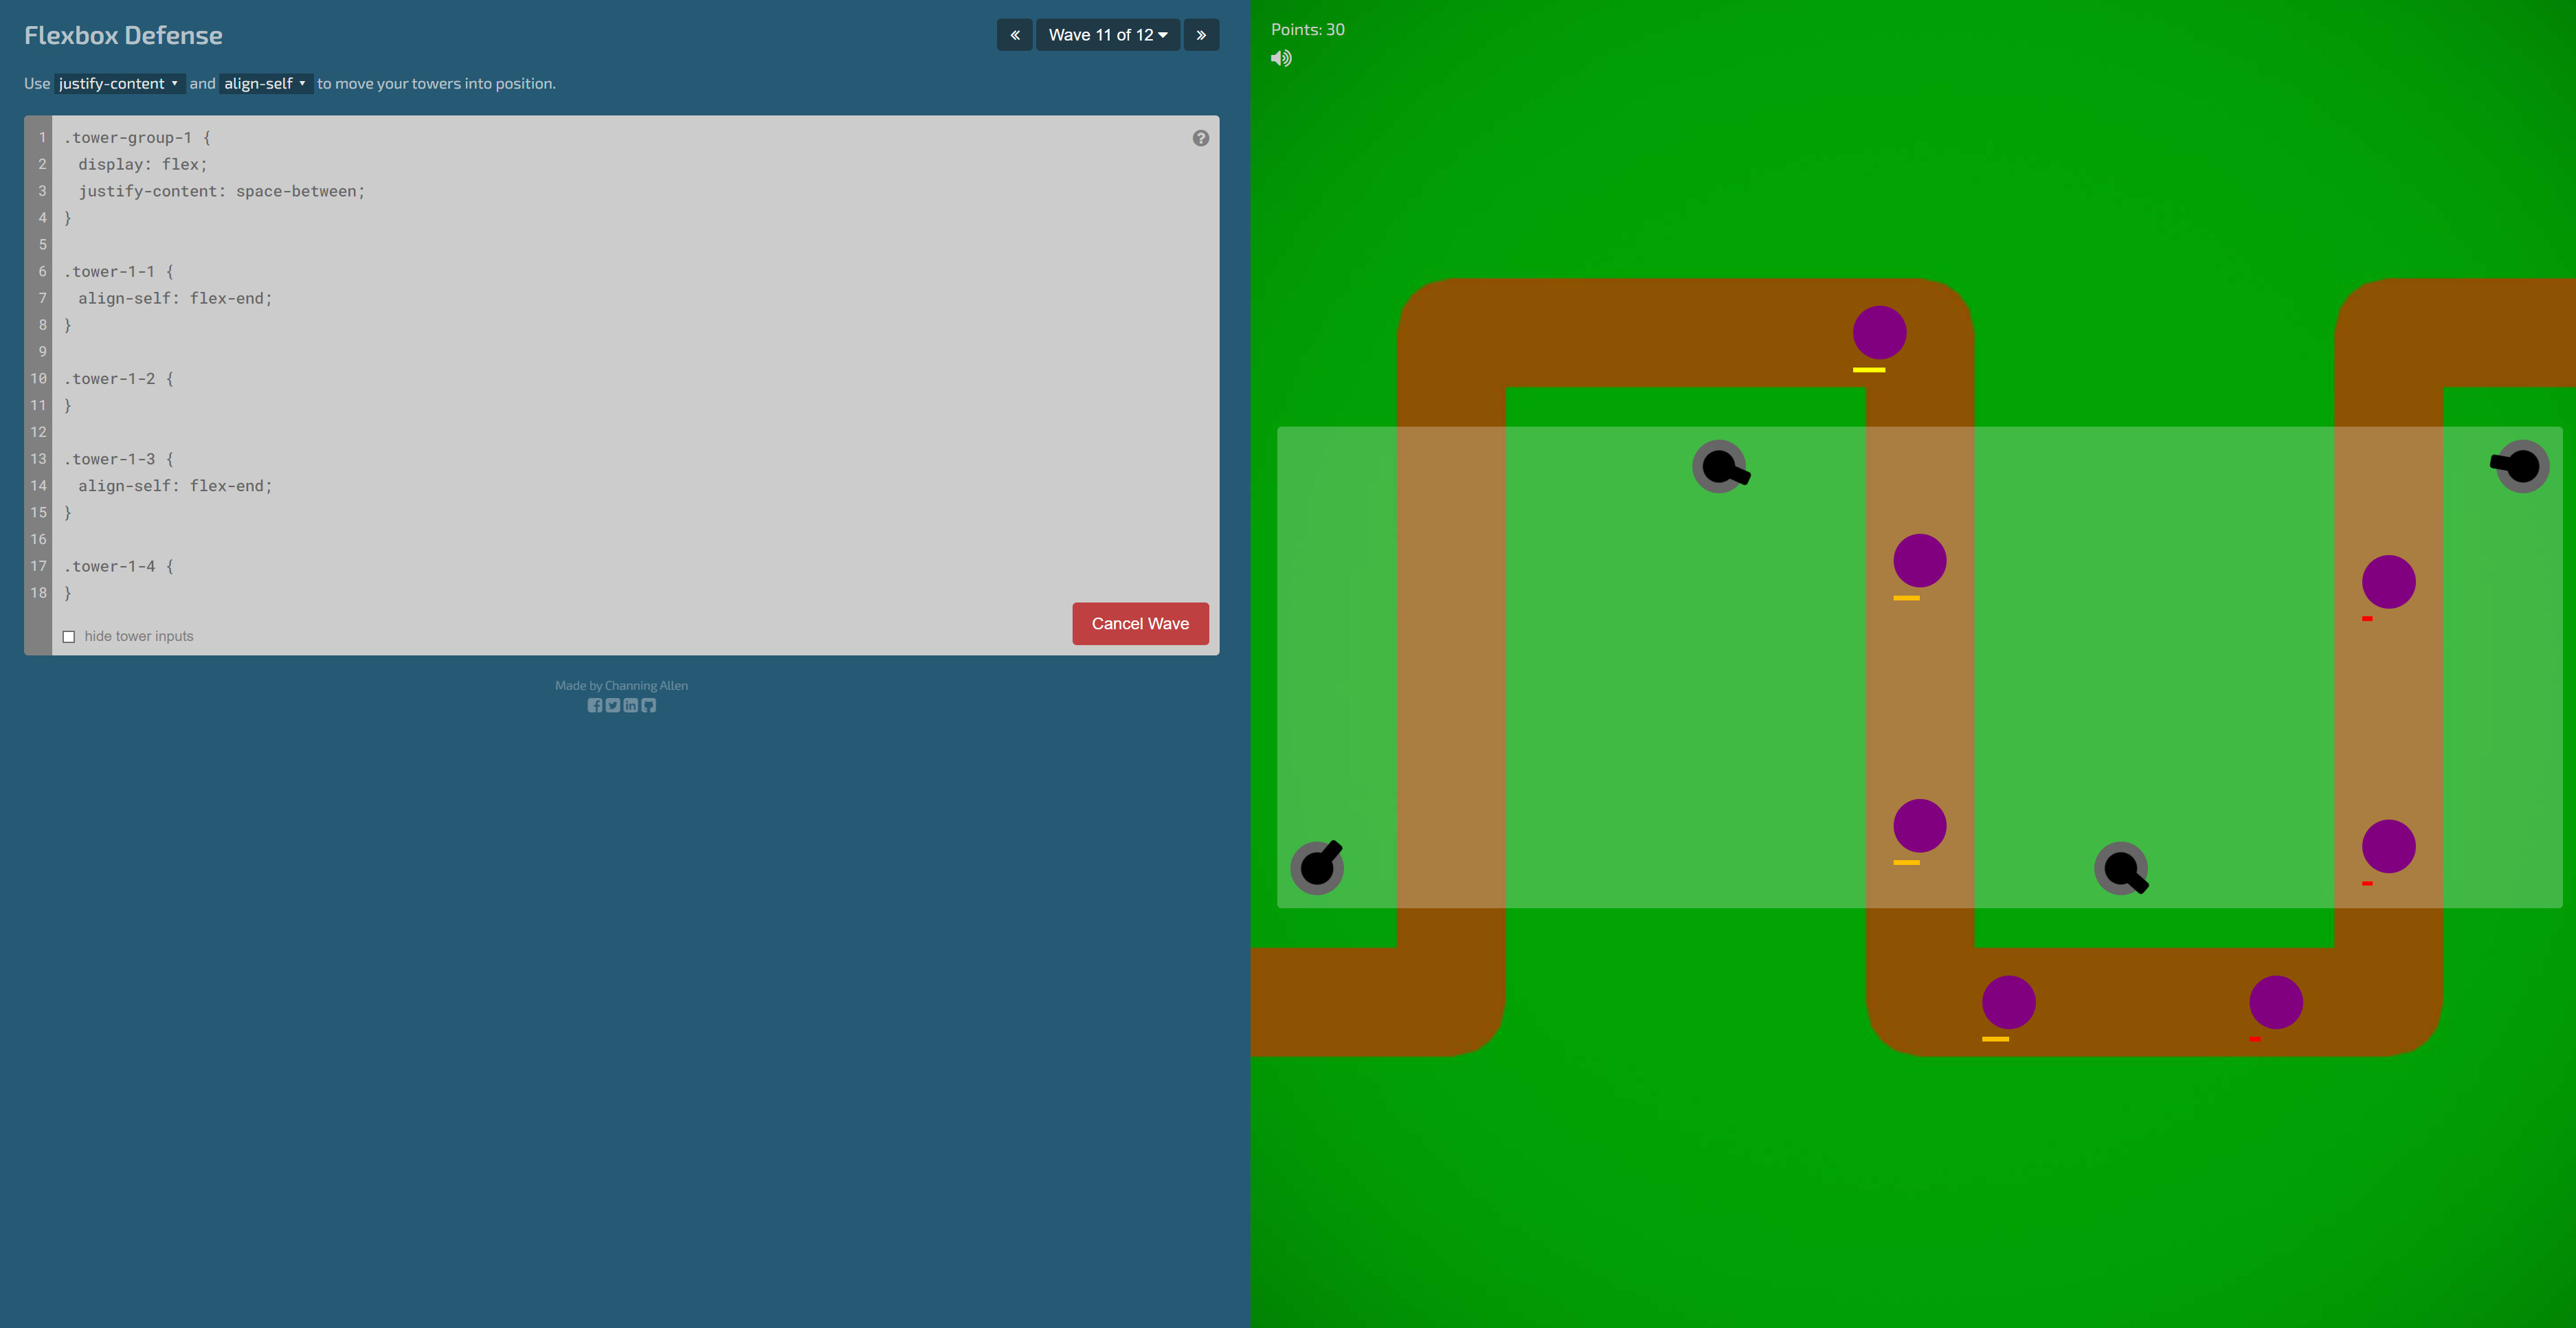 Flexbox Defense
« Wave 11 of 12 »
Use justify-content and align-self to move your towers into position.
1 .tower-group-1 {
2 display: flex;
3 justify-content: space-between;
4 }
5
6 .tower-1-1 {
7 align-self: flex-end;
8 }
9
10 .tower-1-2 {
11 }
12
13 .tower-1-3 {
14 align-self: flex-end;
15 }
16
17 .tower-1-4 {
18 }
?
hide tower inputs
Cancel Wave
Made by Channing Allen
Points: 30